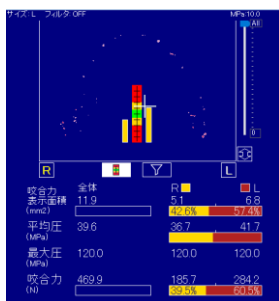 サイズ: L フィルタ OFF MPa 10.0
All
0
R L
咬合力 全体 R L
表示面積 11.9 5.1 6.8
(mm2) 42.6% 57.4%
平均圧 39.6 36.7 41.7
(MPa)
最大圧 120.0 120.0 120.0
(MPa)
咬合力 469.9 185.7 284.2
(N) 39.5% 60.5%